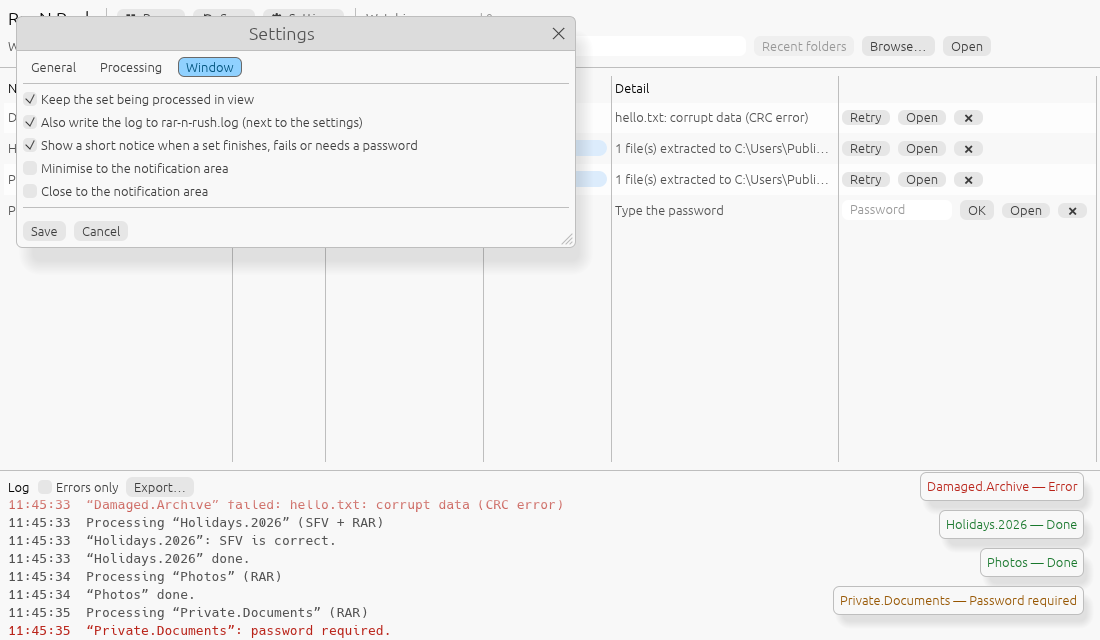 Settings
General Processing Window
Keep the set being processed in view
Also write the log to rar-n-rush.log (next to the settings)
Show a short notice when a set finishes, fails or needs a password
Minimise to the notification area
Close to the notification area
Save Cancel
Recent folders Browse… Open
Detail
hello.txt: corrupt data (CRC error) Retry Open ×
1 file(s) extracted to C:\Users\Publi… Retry Open ×
1 file(s) extracted to C:\Users\Publi… Retry Open ×
Type the password Password OK Open ×
Log Errors only Export…
11:45:33 “Damaged.Archive” failed: hello.txt: corrupt data (CRC error)
11:45:33 Processing “Holidays.2026” (SFV + RAR)
11:45:33 “Holidays.2026”: SFV is correct.
11:45:33 “Holidays.2026” done.
11:45:34 Processing “Photos” (RAR)
11:45:34 “Photos” done.
11:45:35 Processing “Private.Documents” (RAR)
11:45:35 “Private.Documents”: password required.
Damaged.Archive — Error
Holidays.2026 — Done
Photos — Done
Private.Documents — Password required